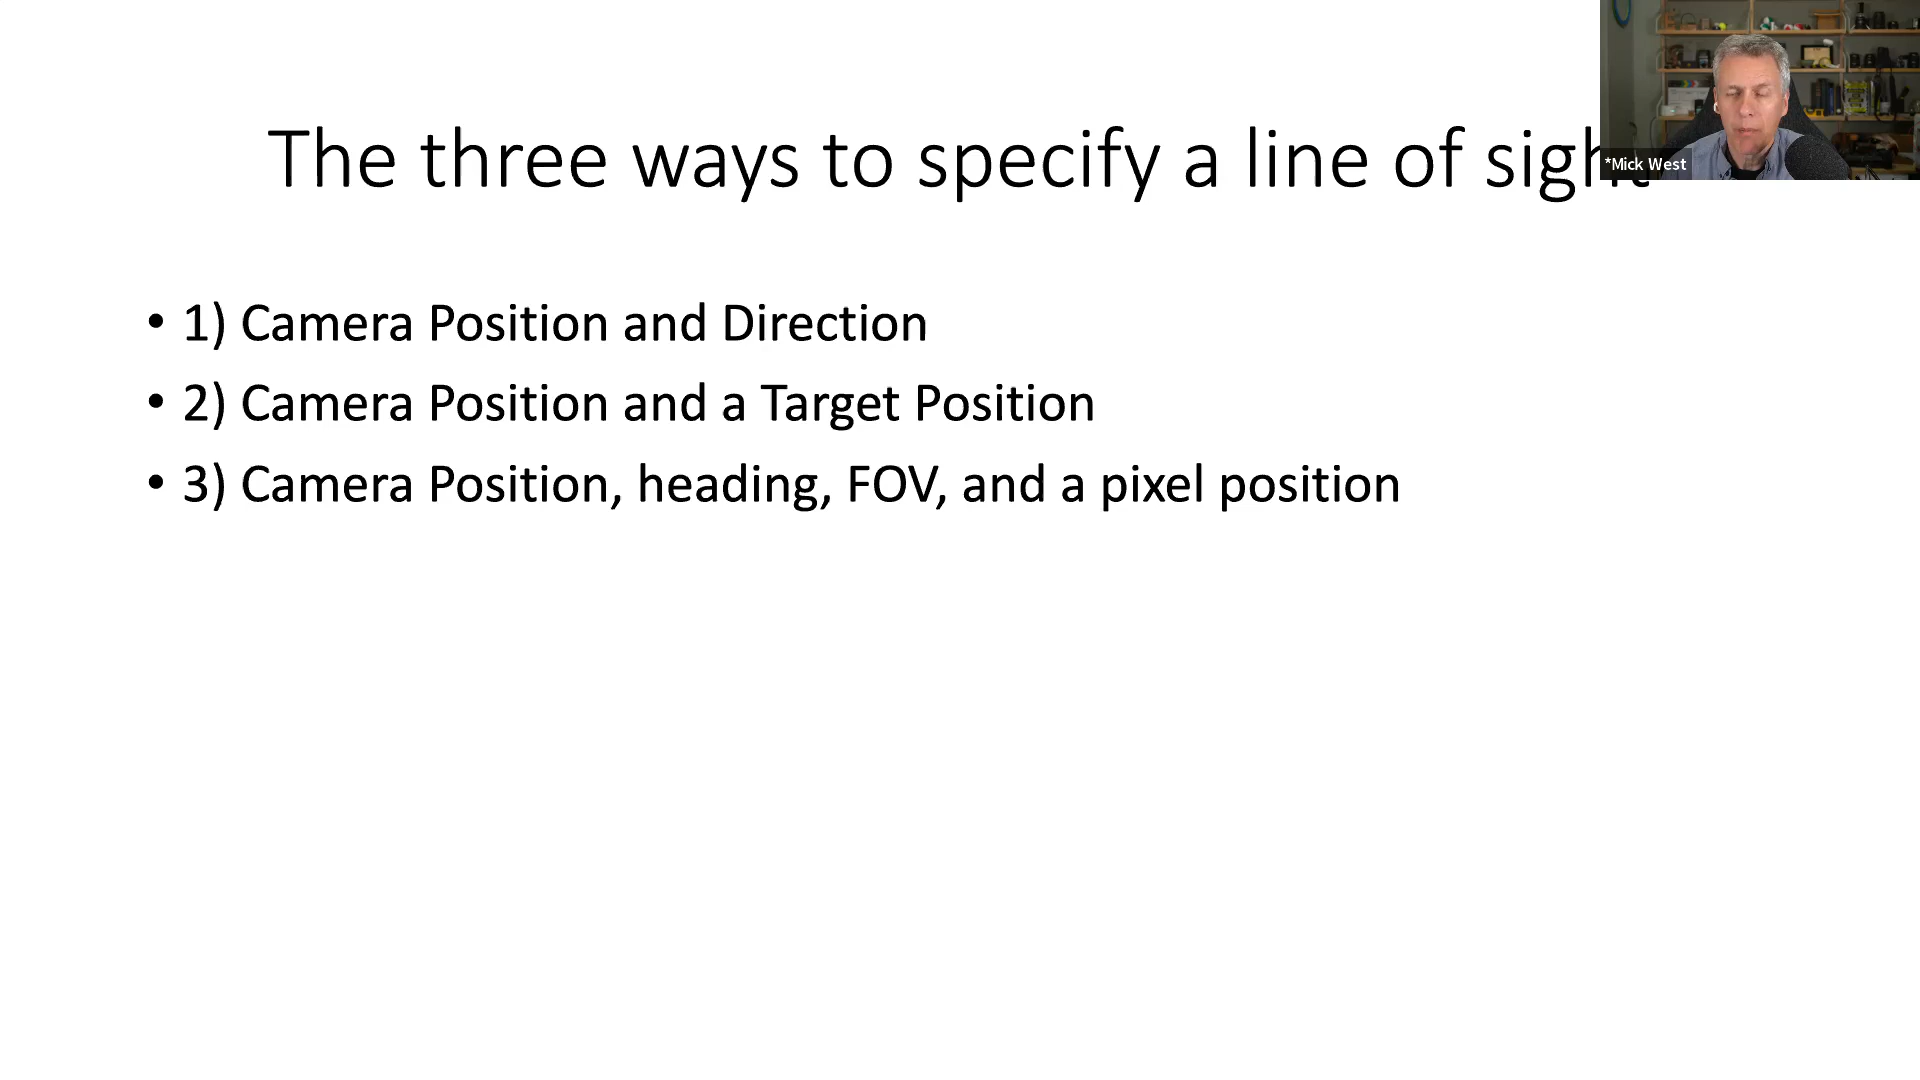 The three ways to specify a line of sight
*Mick West
• 1) Camera Position and Direction
• 2) Camera Position and a Target Position
• 3) Camera Position, heading, FOV, and a pixel position